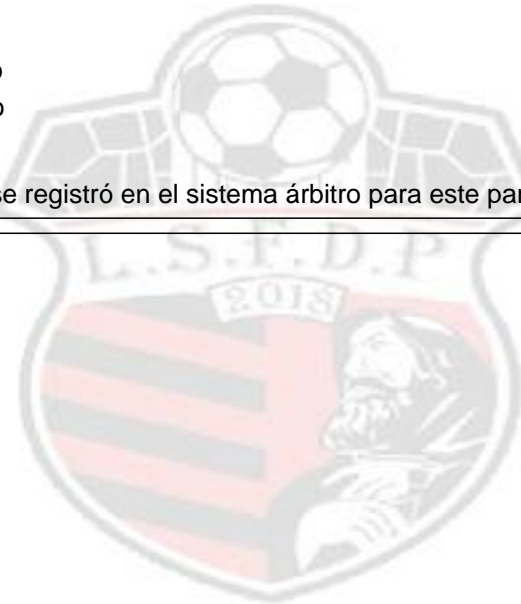 o
o
se registró en el sistema árbitro para este par
L.S.F.D.P
2018